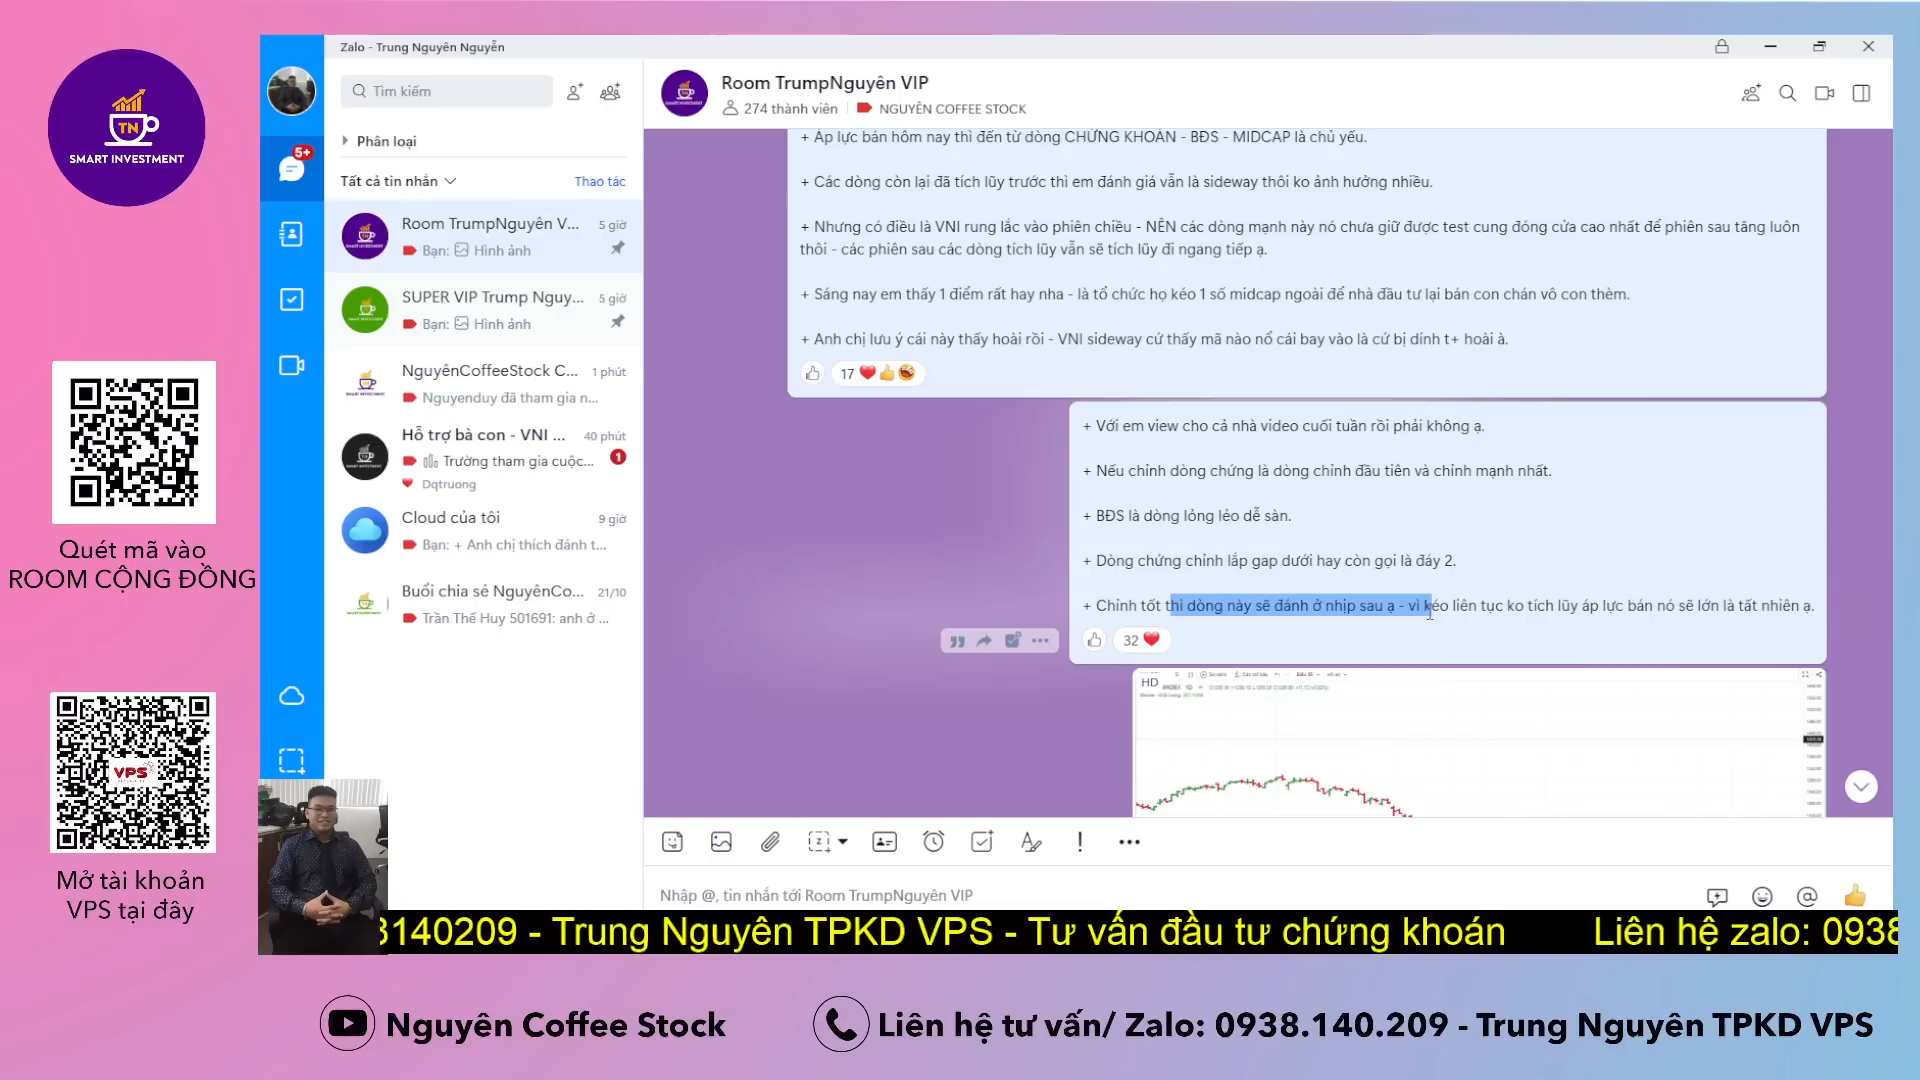 TN
SMART INVESTMENT
Quét mã vào
ROOM CỘNG ĐỒNG
VPS
Mở tài khoản
VPS tại đây
Zalo - Trung Nguyên Nguyễn
5+
Tìm kiếm
Phân loại
Tất cả tin nhắn
Thao tác
Room TrumpNguyên V...
5 giờ
Bạn: Hình ảnh
SUPER VIP Trump Nguy...
5 giờ
Bạn: Hình ảnh
NguyênCoffeeStock C...
1 phút
Nguyenduy đã tham gia n...
Hỗ trợ bà con - VNI ...
40 phút
Trường tham gia cuộc...
1
Dqtruong
Cloud của tôi
9 giờ
Bạn: + Anh chị thích đánh t...
Buổi chia sẻ NguyênCo...
21/10
Trần Thế Huy 501691: anh ở ...
Room TrumpNguyên VIP
274 thành viên
NGUYÊN COFFEE STOCK
+ Áp lực bán hôm nay thì đến từ dòng CHỨNG KHOÁN - BĐS - MIDCAP là chủ yếu.
+ Các dòng còn lại đã tích lũy trước thì em đánh giá vẫn là sideway thôi ko ảnh hưởng nhiều.
+ Nhưng có điều là VNI rung lắc vào phiên chiều - NÊN các dòng mạnh này nó chưa giữ được test cung đóng cửa cao nhất để phiên sau tăng luôn
thôi - các phiên sau các dòng tích lũy vẫn sẽ tích lũy đi ngang tiếp ạ.
+ Sáng nay em thấy 1 điểm rất hay nha - là tổ chức họ kéo 1 số midcap ngoài để nhà đầu tư lại bán con chán vô con thèm.
+ Anh chị lưu ý cái này thấy hoài rồi - VNI sideway cứ thấy mã nào nổ cái bay vào là cứ bị dính t+ hoài à.
17
+ Với em view cho cả nhà video cuối tuần rồi phải không ạ.
+ Nếu chỉnh dòng chứng là dòng chỉnh đầu tiên và chỉnh mạnh nhất.
+ BĐS là dòng lỏng lẻo dễ sàn.
+ Dòng chứng chỉnh lắp gap dưới hay còn gọi là đáy 2.
+ Chỉnh tốt thì dòng này sẽ đánh ở nhịp sau ạ - vì kéo liên tục ko tích lũy áp lực bán nó sẽ lớn là tất nhiên ạ.
32
HD
Nhập @, tin nhắn tới Room TrumpNguyên VIP
3140209 - Trung Nguyên TPKD VPS - Tư vấn đầu tư chứng khoán
Liên hệ zalo: 0938
Nguyên Coffee Stock
Liên hệ tư vấn/ Zalo: 0938.140.209 - Trung Nguyên TPKD VPS